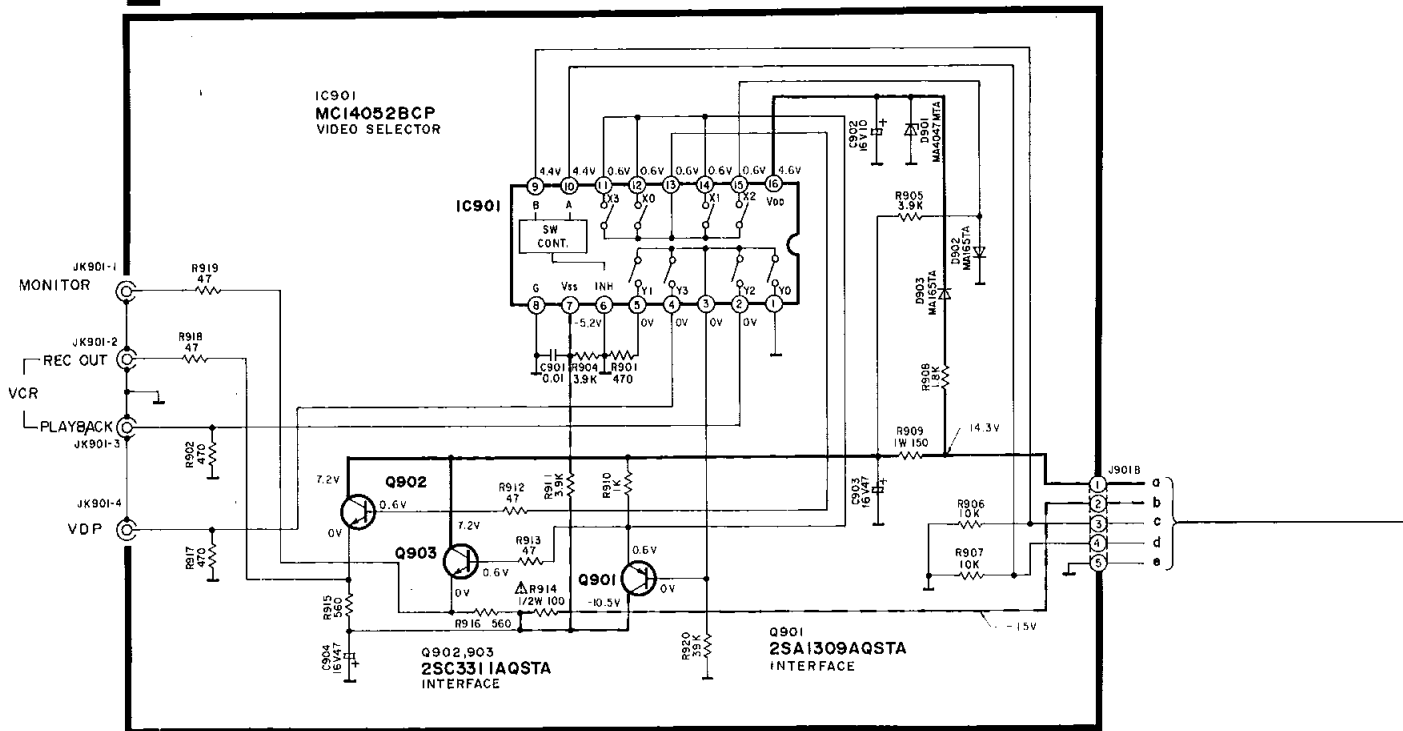 IC901
MC14052BCP
VIDEO SELECTOR
C902
16V10
D901
MA4047MTA
4.4V 4.4V 0.6V 0.6V 0.6V 0.6V 0.6V 4.6V
9 10 11 12 13 14 15 16
IC901
B A X3 X0 X1 X2 VDD
SW
CONT.
G Vss INH Y1 Y3 Y2 Y0
8 7 6 5 4 3 2 1
-5.2V 0V 0V 0V 0V
C901
0.01
R904
3.9K
R901
470
R905
3.9K
D902
MA165TA
D903
MA165TA
R908
1.8K
R909
1W 150
14.3V
JK901-1
MONITOR
R919
47
JK901-2
REC OUT
R918
47
VCR
PLAYBACK
JK901-3
R902
470
JK901-4
VDP
R917
470
7.2V
Q902
0.6V
0V
R912
47
R911
3.9K
R910
1K
C903
16V47
7.2V
Q903
0.6V
0V
R913
47
0.6V
Q901
0V
-10.5V
⚠R914
1/2W 100
R915
560
R916 560
C904
16V47
R920
39K
R906
10K
R907
10K
-15V
J901B
1 a
2 b
3 c
4 d
5 e
Q902,903
2SC3311AQSTA
INTERFACE
Q901
2SA1309AQSTA
INTERFACE